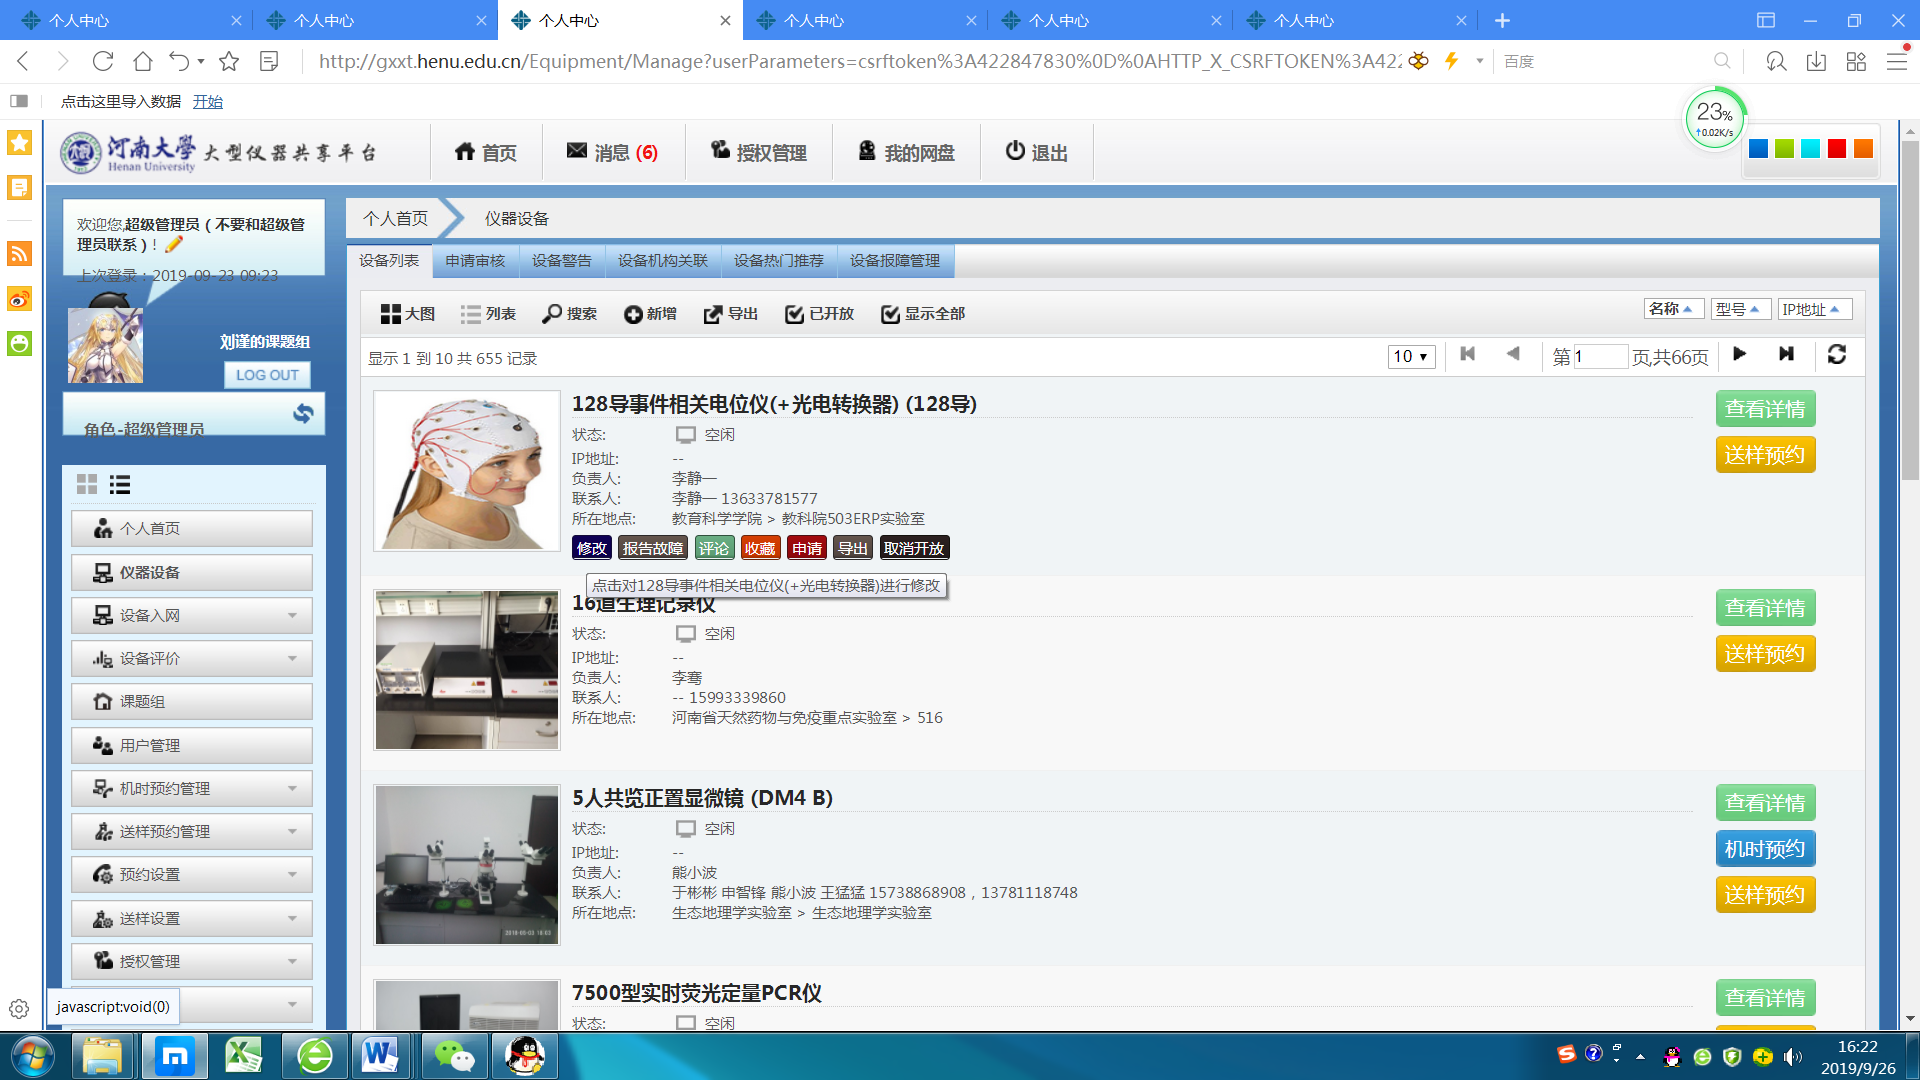 个人中心 个人中心 个人中心 个人中心 个人中心 个人中心
http://gxxt.henu.edu.cn/Equipment/Manage?userParameters=csrftoken%3A422847830%0D%0AHTTP_X_CSRFTOKEN%3A422 百度
点击这里导入数据 开始
23%
0.02K/s
河南大學 大型仪器共享平台
Henan University
首页 消息 (6) 授权管理 我的网盘 退出
欢迎您,超级管理员 ( 不要和超级管理员联系 ) !
上次登录 : 2019-09-23 09:23
刘谨的课题组
LOG OUT
角色-超级管理员
个人首页
仪器设备
设备入网
设备评价
课题组
用户管理
机时预约管理
送样预约管理
预约设置
送样设置
授权管理
javascript:void(0)
个人首页 仪器设备
设备列表 申请审核 设备警告 设备机构关联 设备热门推荐 设备报障管理
大图 列表 搜索 新增 导出 已开放 显示全部 名称 型号 IP地址
显示 1 到 10 共 655 记录 10 第 1 页,共66页
128导事件相关电位仪(+光电转换器) (128导)
状态: 空闲
IP地址: --
负责人: 李静一
联系人: 李静一 13633781577
所在地点: 教育科学学院 > 教科院503ERP实验室
修改 报告故障 评论 收藏 申请 导出 取消开放
查看详情
送样预约
点击对128导事件相关电位仪(+光电转换器)进行修改
16道生理记录仪
状态: 空闲
IP地址: --
负责人: 李骞
联系人: -- 15993339860
所在地点: 河南省天然药物与免疫重点实验室 > 516
查看详情
送样预约
5人共览正置显微镜 (DM4 B)
状态: 空闲
IP地址: --
负责人: 熊小波
联系人: 于彬彬 申智锋 熊小波 王猛猛 15738868908 , 13781118748
所在地点: 生态地理学实验室 > 生态地理学实验室
查看详情
机时预约
送样预约
7500型实时荧光定量PCR仪
状态: 空闲
查看详情
16:22
2019/9/26